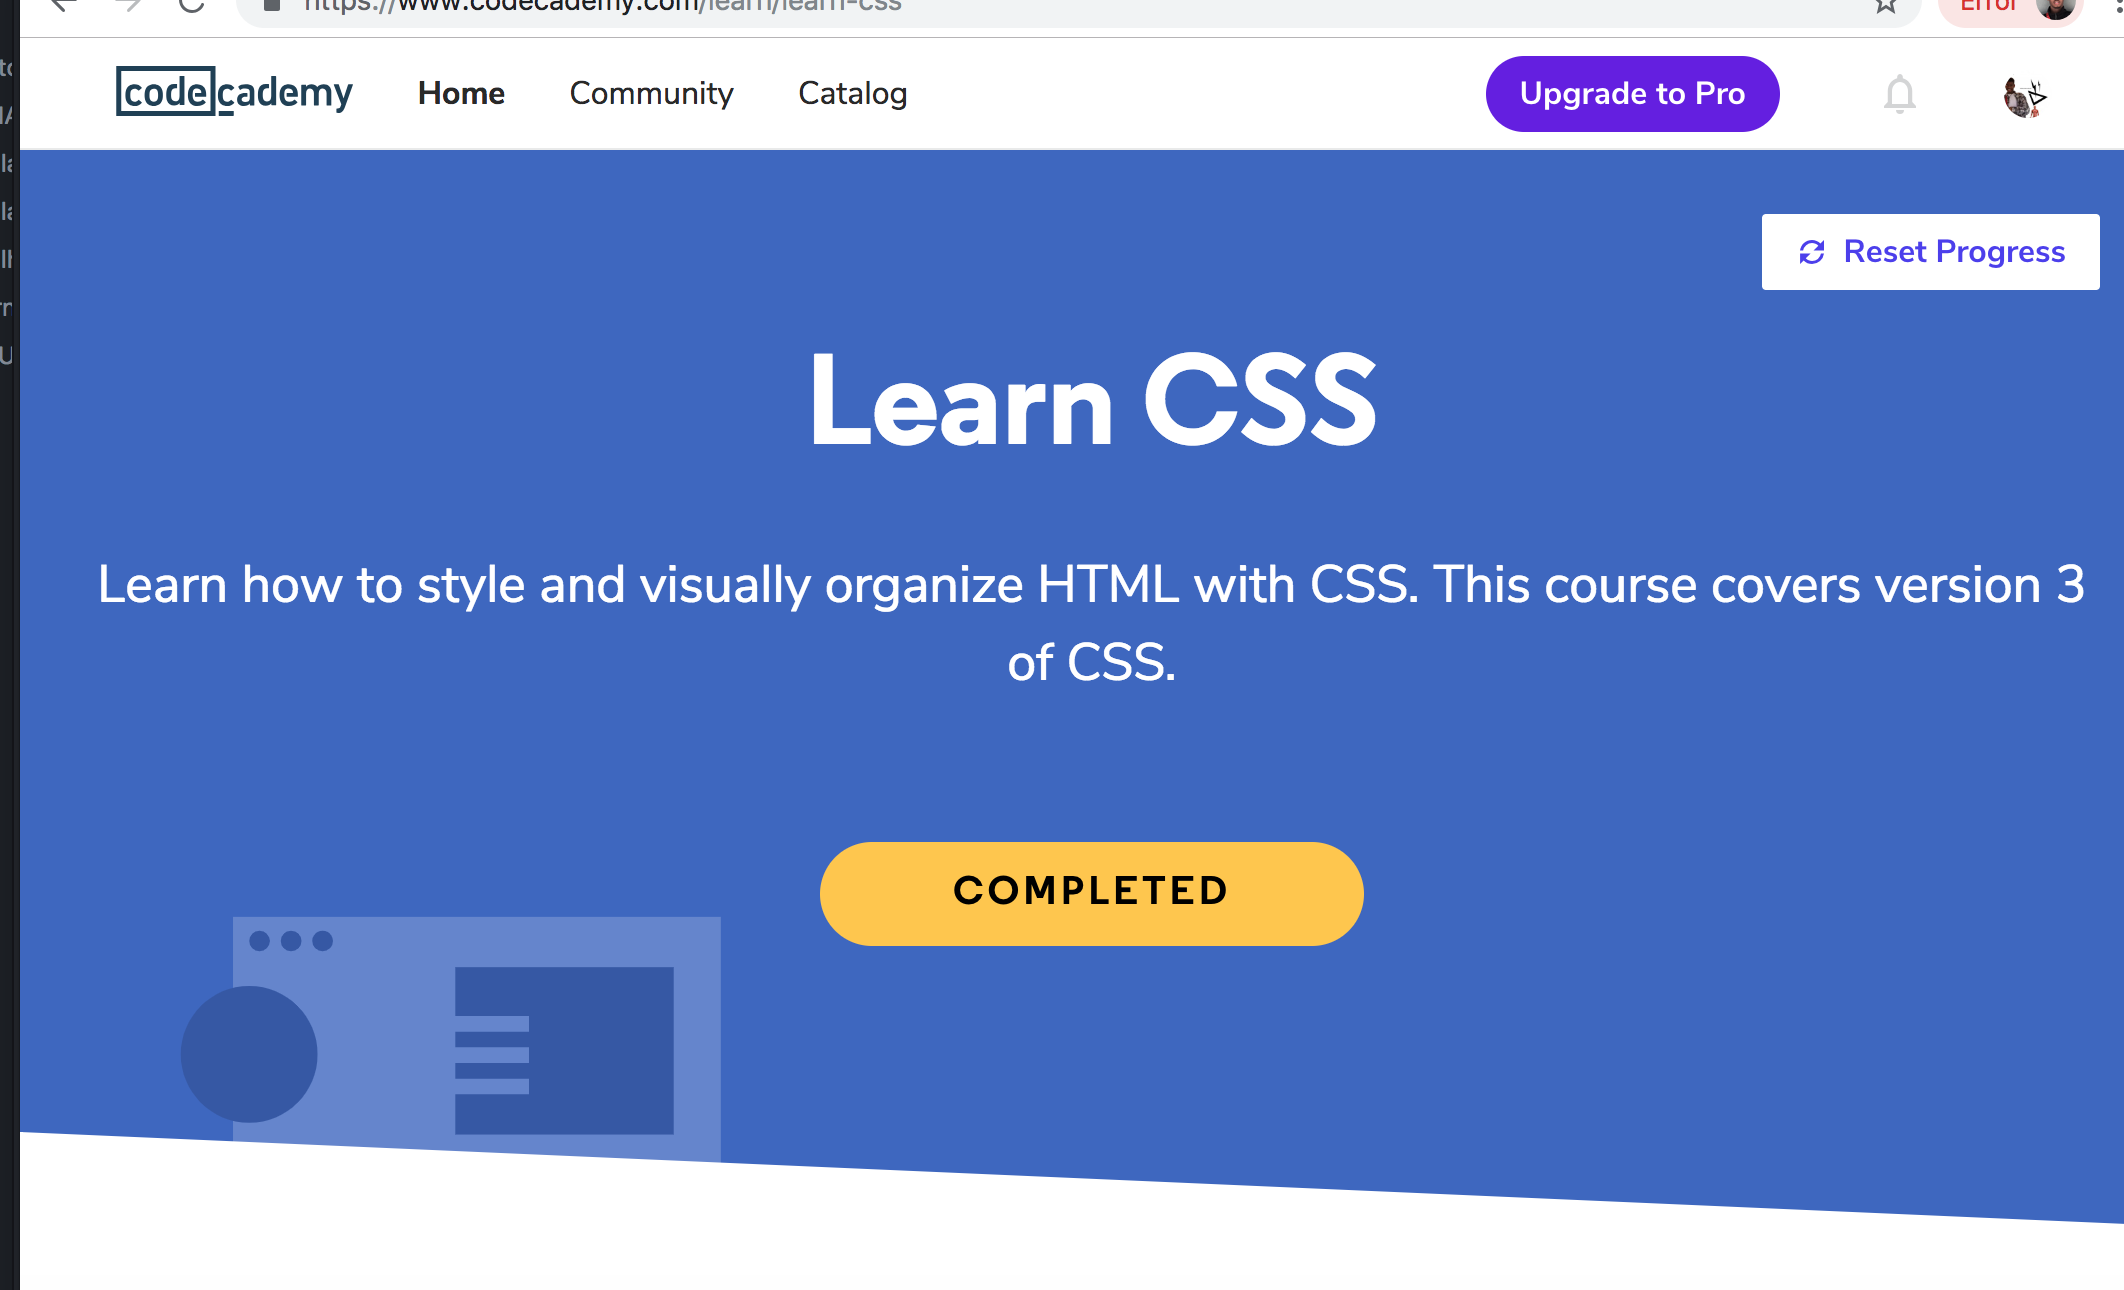 https://www.codecademy.com/learn/learn-css
Error
codecademy
Home
Community
Catalog
Upgrade to Pro
Reset Progress
Learn CSS
Learn how to style and visually organize HTML with CSS. This course covers version 3
of CSS.
COMPLETED